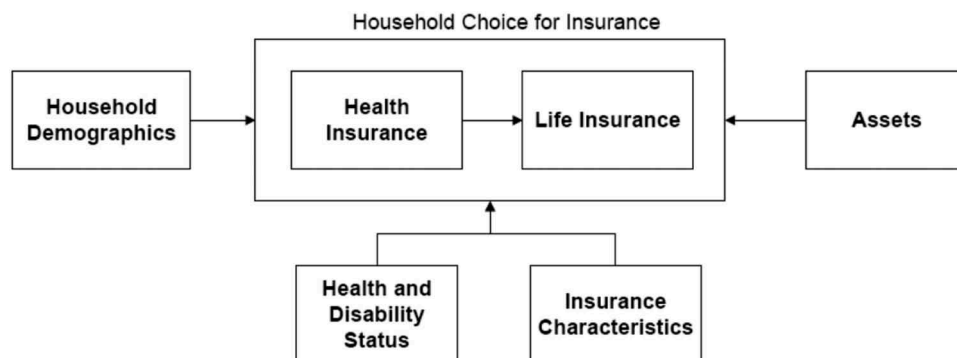 Household Choice for Insurance
Household
Demographics
Health
Insurance
Life Insurance
Assets
Health and
Disability
Status
Insurance
Characteristics